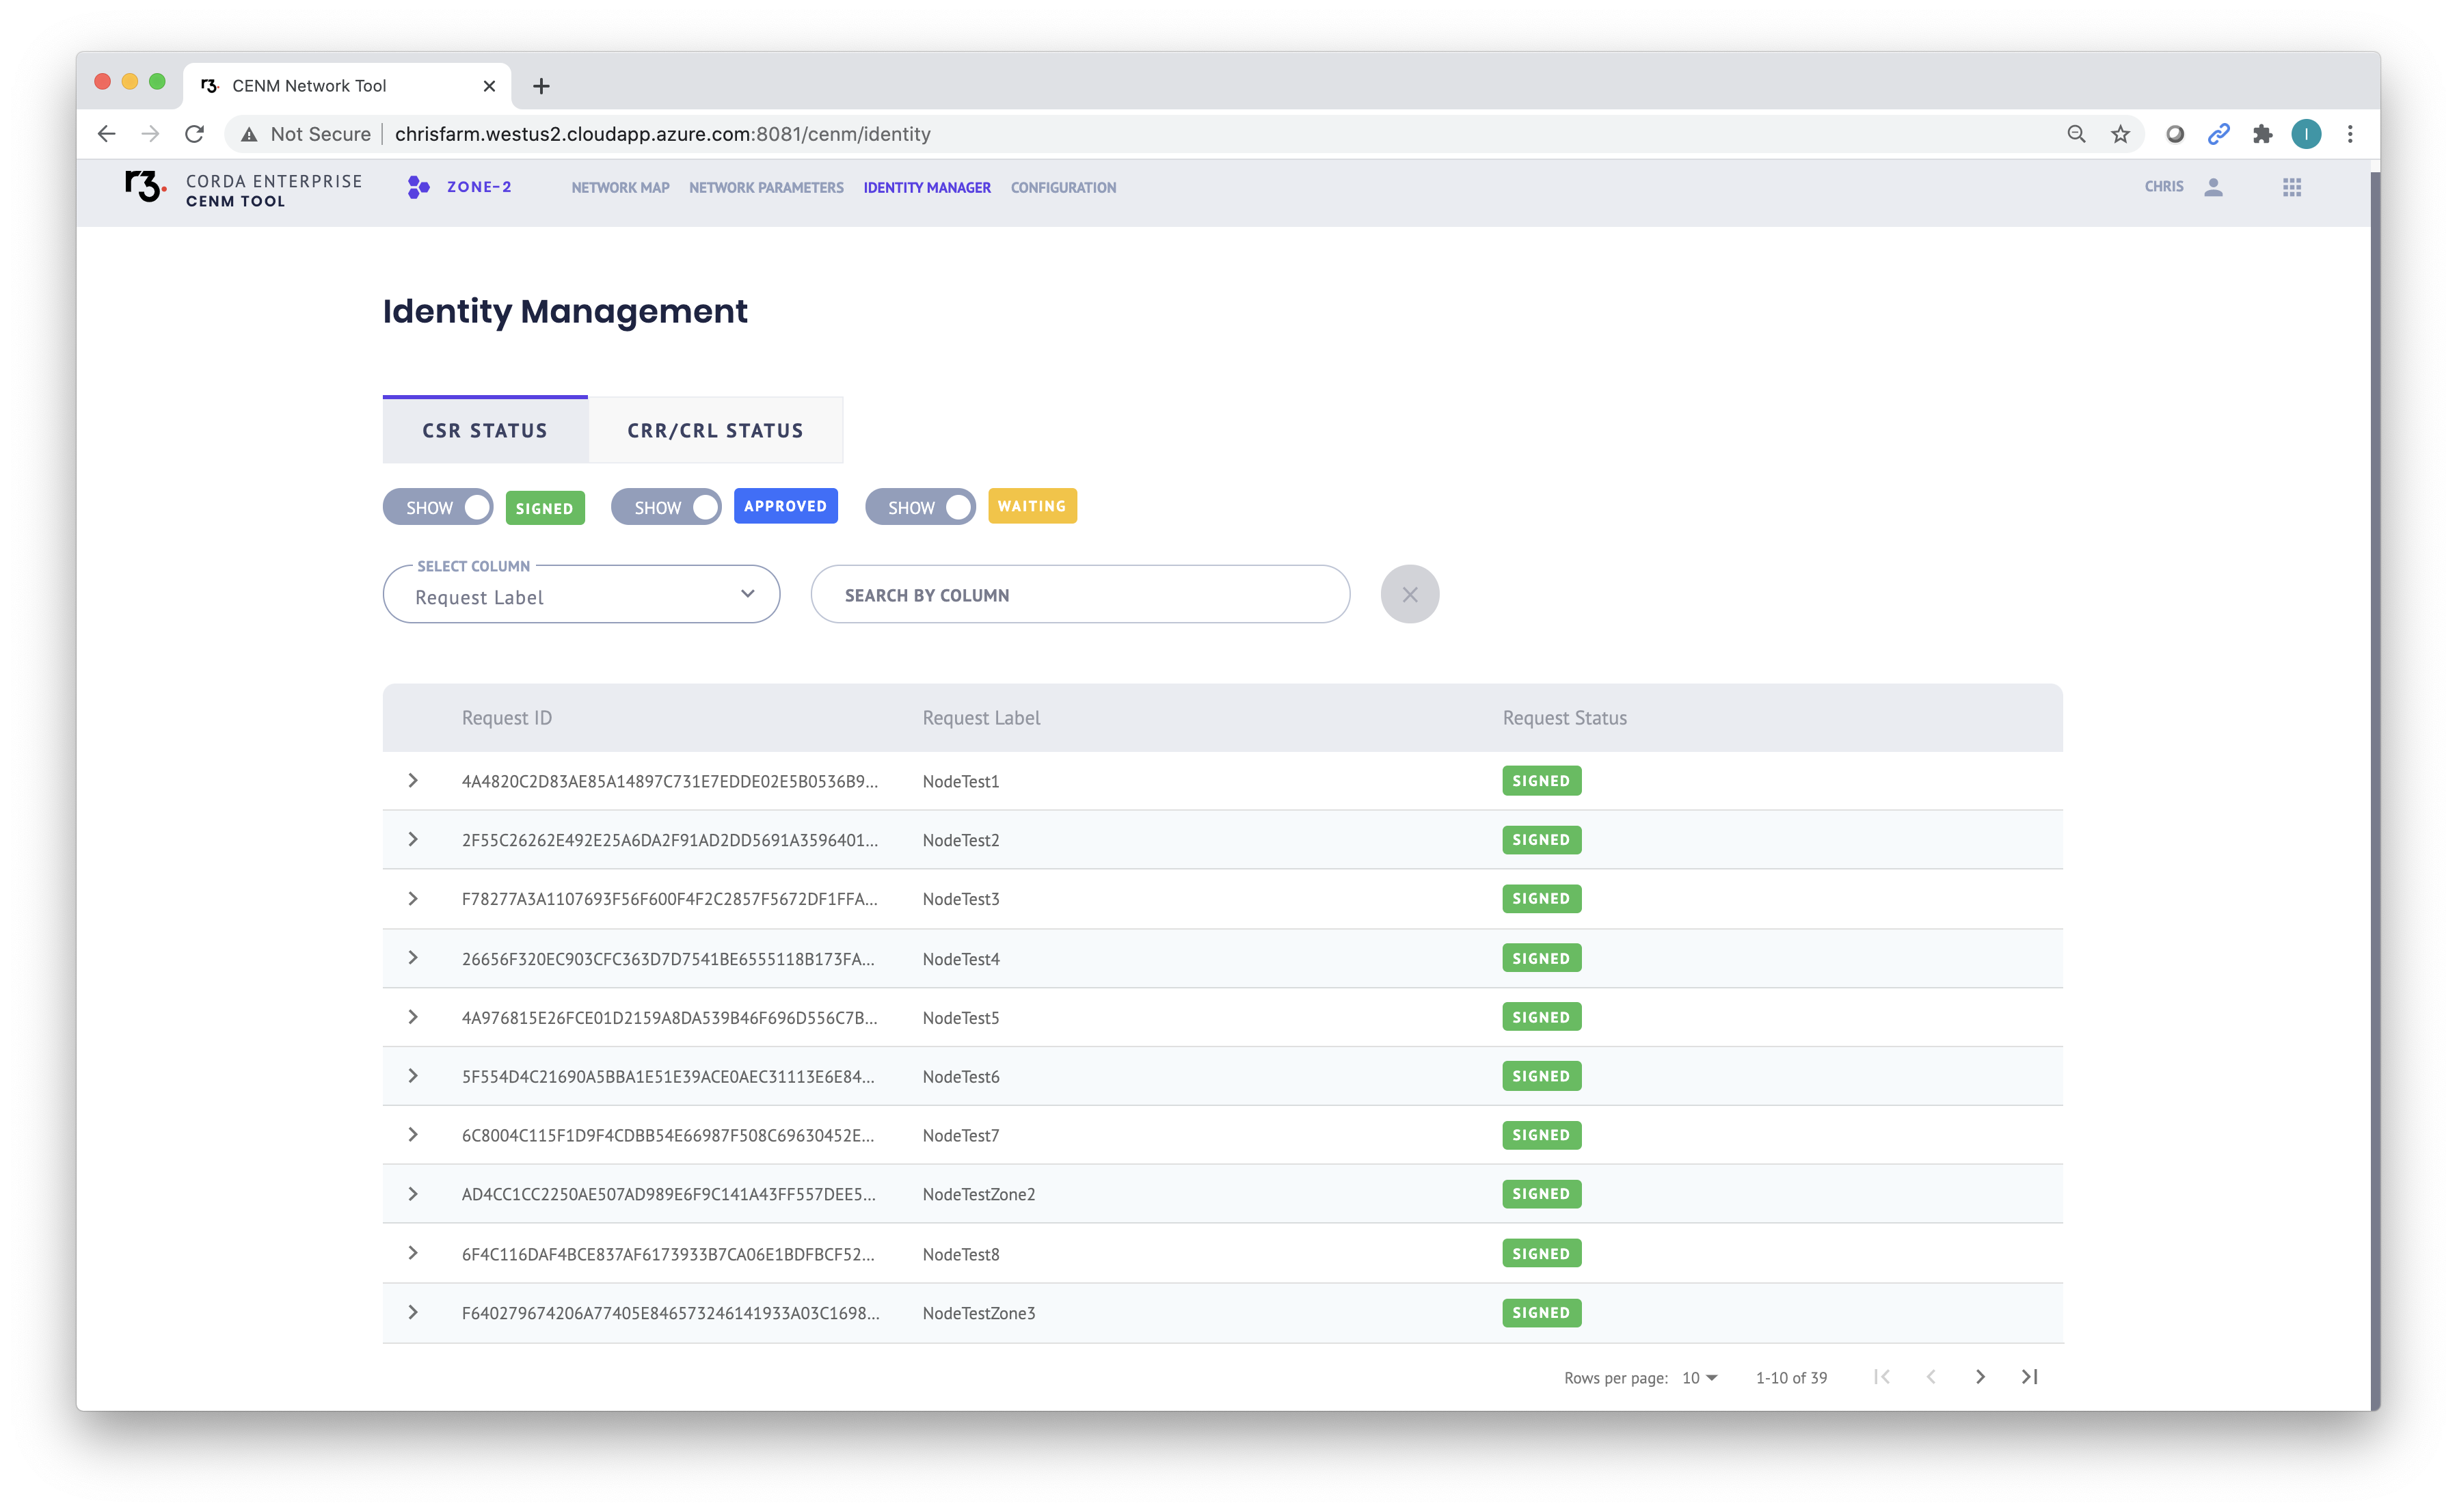 r3. CENM Network Tool
Not Secure chrisfarm.westus2.cloudapp.azure.com:8081/cenm/identity I
r3. CORDA ENTERPRISE
CENM TOOL
ZONE-2 NETWORK MAP NETWORK PARAMETERS IDENTITY MANAGER CONFIGURATION CHRIS
Identity Management
CSR STATUS CRR/CRL STATUS
SHOW SIGNED SHOW APPROVED SHOW WAITING
SELECT COLUMN
Request Label SEARCH BY COLUMN
Request ID Request Label Request Status
4A4820C2D83AE85A14897C731E7EDDE02E5B0536B9... NodeTest1 SIGNED
2F55C26262E492E25A6DA2F91AD2DD5691A3596401... NodeTest2 SIGNED
F78277A3A1107693F56F600F4F2C2857F5672DF1FFA... NodeTest3 SIGNED
26656F320EC903CFC363D7D7541BE6555118B173FA... NodeTest4 SIGNED
4A976815E26FCE01D2159A8DA539B46F696D556C7B... NodeTest5 SIGNED
5F554D4C21690A5BBA1E51E39ACE0AEC31113E6E84... NodeTest6 SIGNED
6C8004C115F1D9F4CDBB54E66987F508C69630452E... NodeTest7 SIGNED
AD4CC1CC2250AE507AD989E6F9C141A43FF557DEE5... NodeTestZone2 SIGNED
6F4C116DAF4BCE837AF6173933B7CA06E1BDFBCF52... NodeTest8 SIGNED
F640279674206A77405E846573246141933A03C1698... NodeTestZone3 SIGNED
Rows per page: 10 1-10 of 39